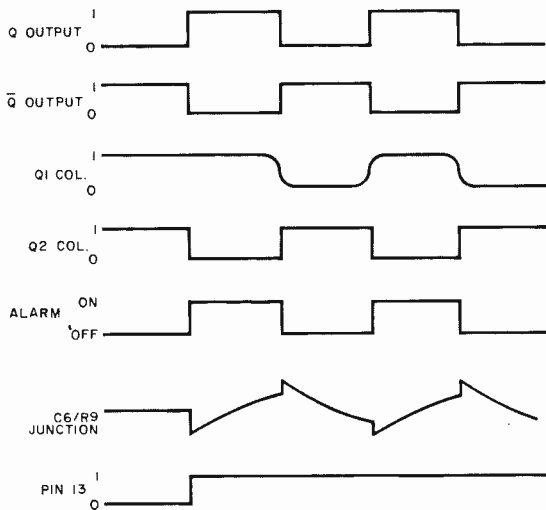 1
Q OUTPUT
0
1
Q̅ OUTPUT
0
1
Q1 COL.
0
1
Q2 COL.
0
ON
ALARM
OFF
C6/R9
JUNCTION
1
PIN 13
0